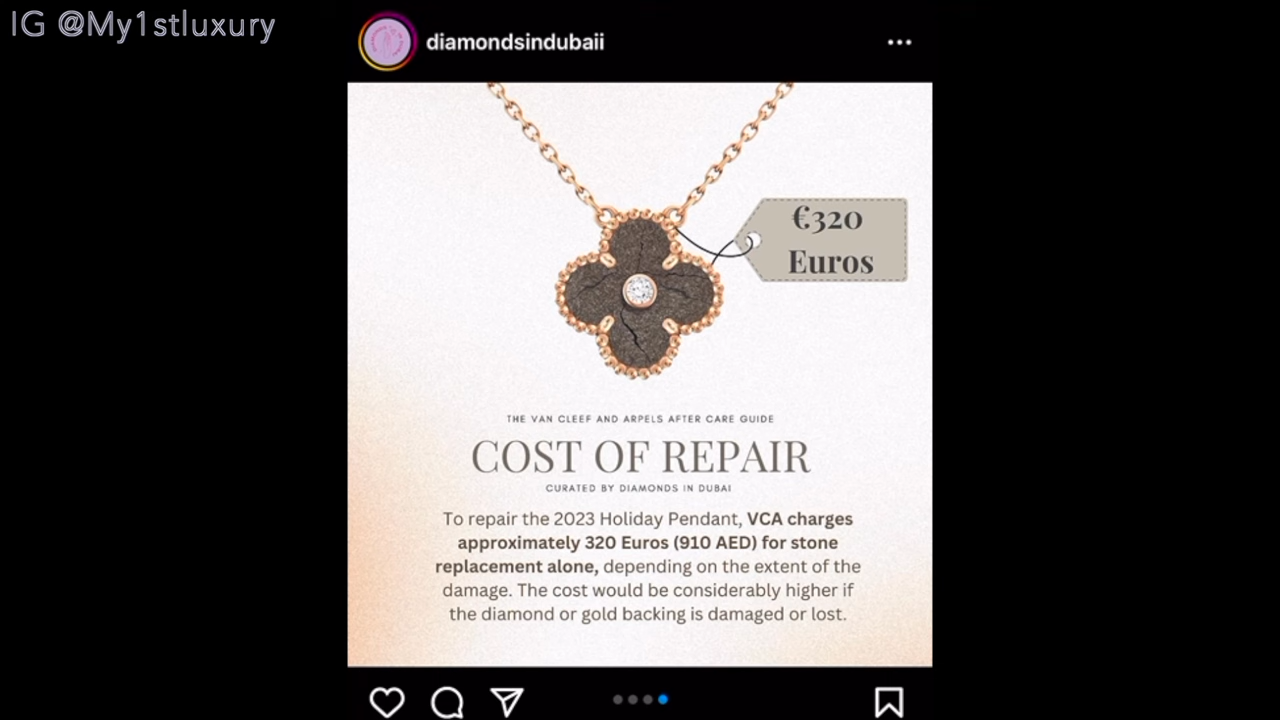 IG @My1stluxury
diamondsindubaii
€320
Euros
THE VAN CLEEF AND ARPELS AFTER CARE GUIDE
COST OF REPAIR
CURATED BY DIAMONDS IN DUBAI
To repair the 2023 Holiday Pendant, VCA charges
approximately 320 Euros (910 AED) for stone
replacement alone, depending on the extent of the
damage. The cost would be considerably higher if
the diamond or gold backing is damaged or lost.